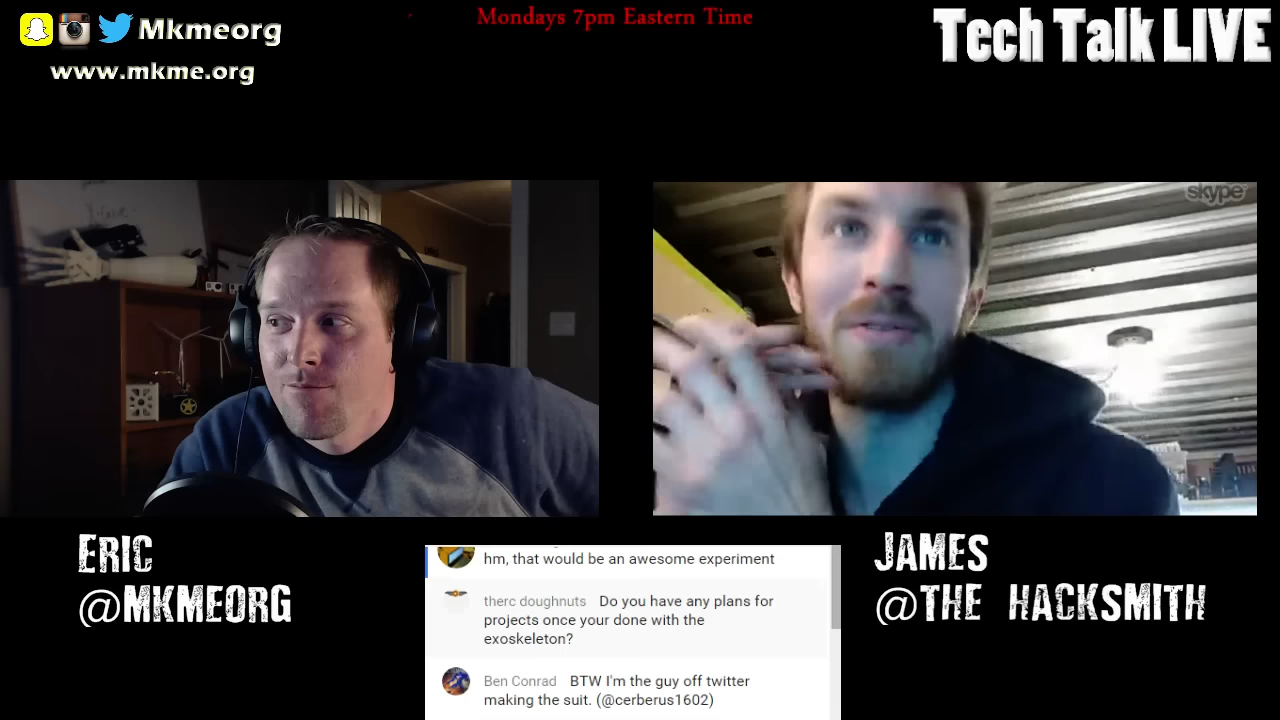 Mkmeorg
www.mkme.org
Mondays 7pm Eastern Time
Tech Talk LIVE
skype
ERIC
@MKMEORG
JAMES
@THE HACKSMITH
hm, that would be an awesome experiment
therc doughnuts Do you have any plans for
projects once your done with the
exoskeleton?
Ben Conrad BTW I'm the guy off twitter
making the suit. (@cerberus1602)